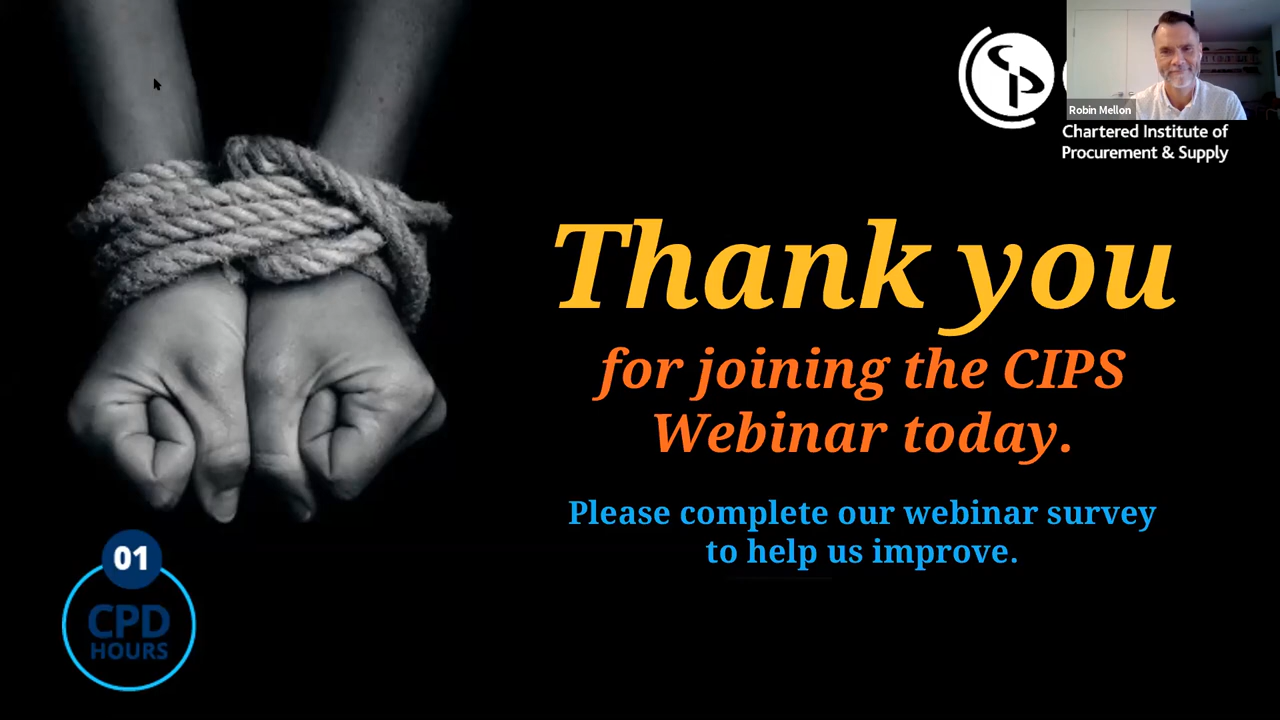 Robin Mellon
Chartered Institute of
Procurement & Supply
Thank you
for joining the CIPS
Webinar today.
Please complete our webinar survey
to help us improve.
01
CPD
HOURS